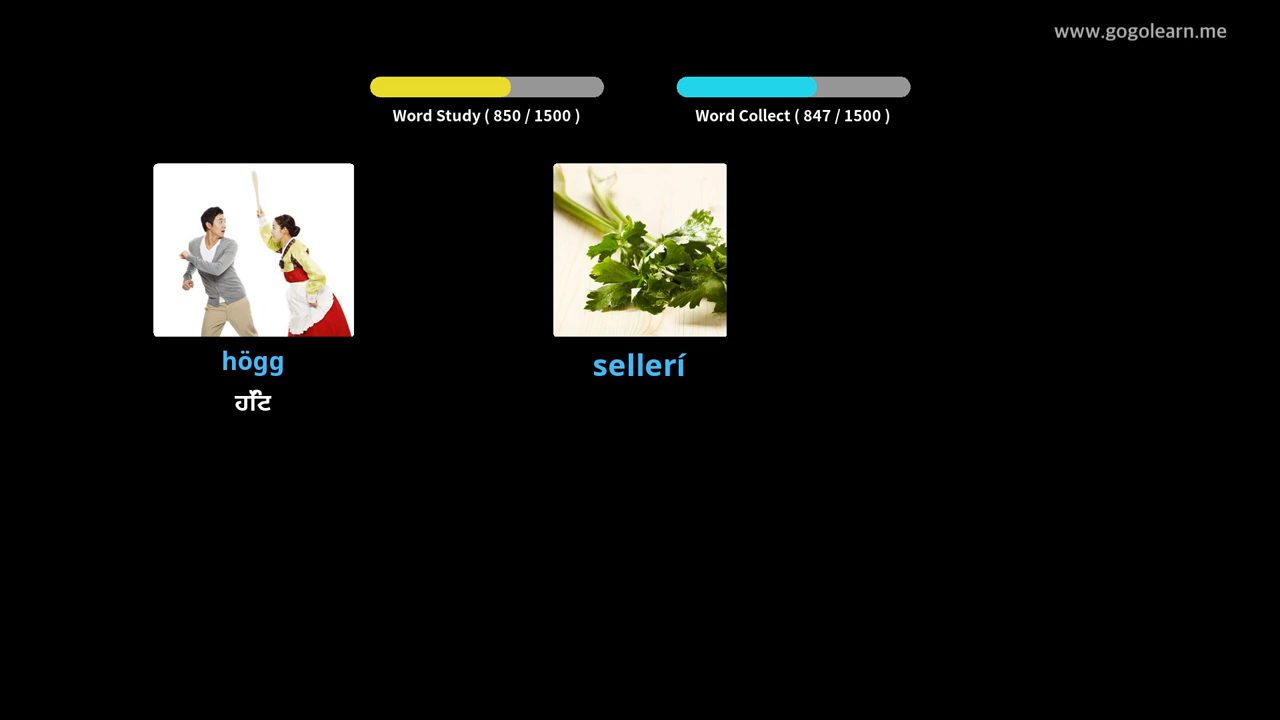 www.gogolearn.me
Word Study ( 850 / 1500 )
Word Collect ( 847 / 1500 )
högg
ਹੱਟਿ
sellerí